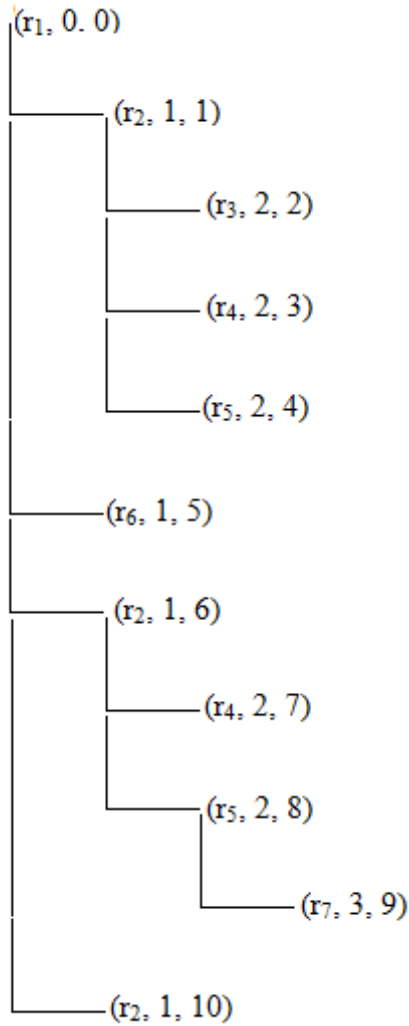 (r₁, 0. 0)
(r₂, 1, 1)
(r₃, 2, 2)
(r₄, 2, 3)
(r₅, 2, 4)
(r₆, 1, 5)
(r₂, 1, 6)
(r₄, 2, 7)
(r₅, 2, 8)
(r₇, 3, 9)
(r₂, 1, 10)